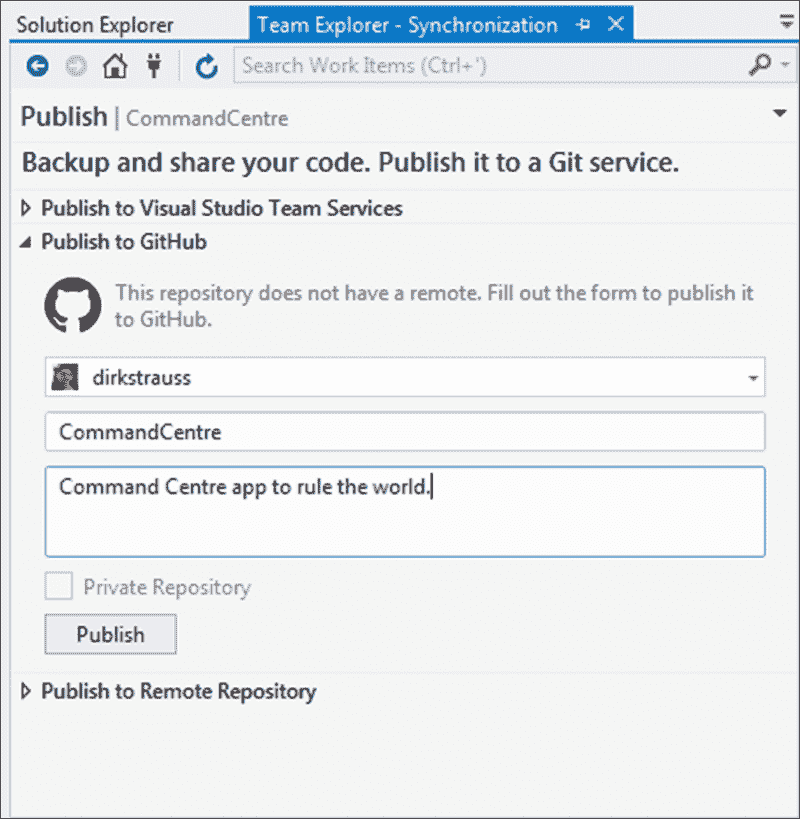 Solution Explorer
Team Explorer - Synchronization
Search Work Items (Ctrl+')
Publish | CommandCentre
Backup and share your code. Publish it to a Git service.
Publish to Visual Studio Team Services
Publish to GitHub
This repository does not have a remote. Fill out the form to publish it
to GitHub.
dirkstrauss
CommandCentre
Command Centre app to rule the world.
Private Repository
Publish
Publish to Remote Repository